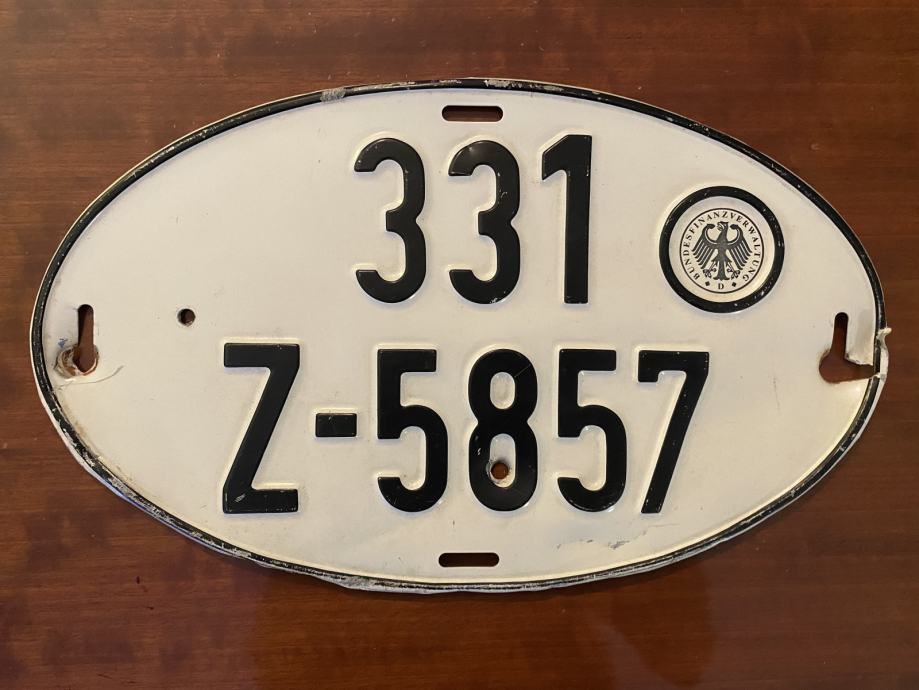 331
BUNDESFINANZVERWALTUNG
D
Z-5857